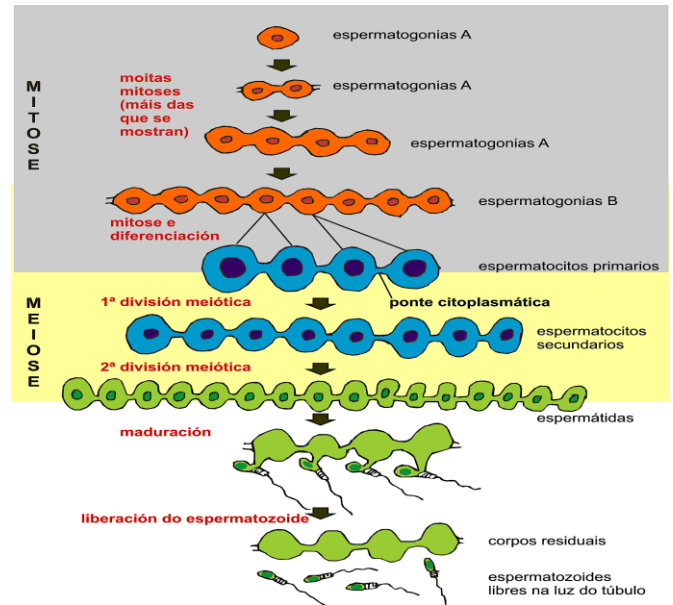 espermatogonias A
MITOSE
moitas
mitoses
(máis das
que se
mostran)
espermatogonias A
espermatogonias A
espermatogonias B
mitose e
diferenciación
espermatocitos primarios
MEIOSE
1ª división meiótica
ponte citoplasmática
espermatocitos
secundarios
2ª división meiótica
espermátidas
maduración
liberación do espermatozoide
corpos residuais
espermatozoides
libres na luz do túbulo